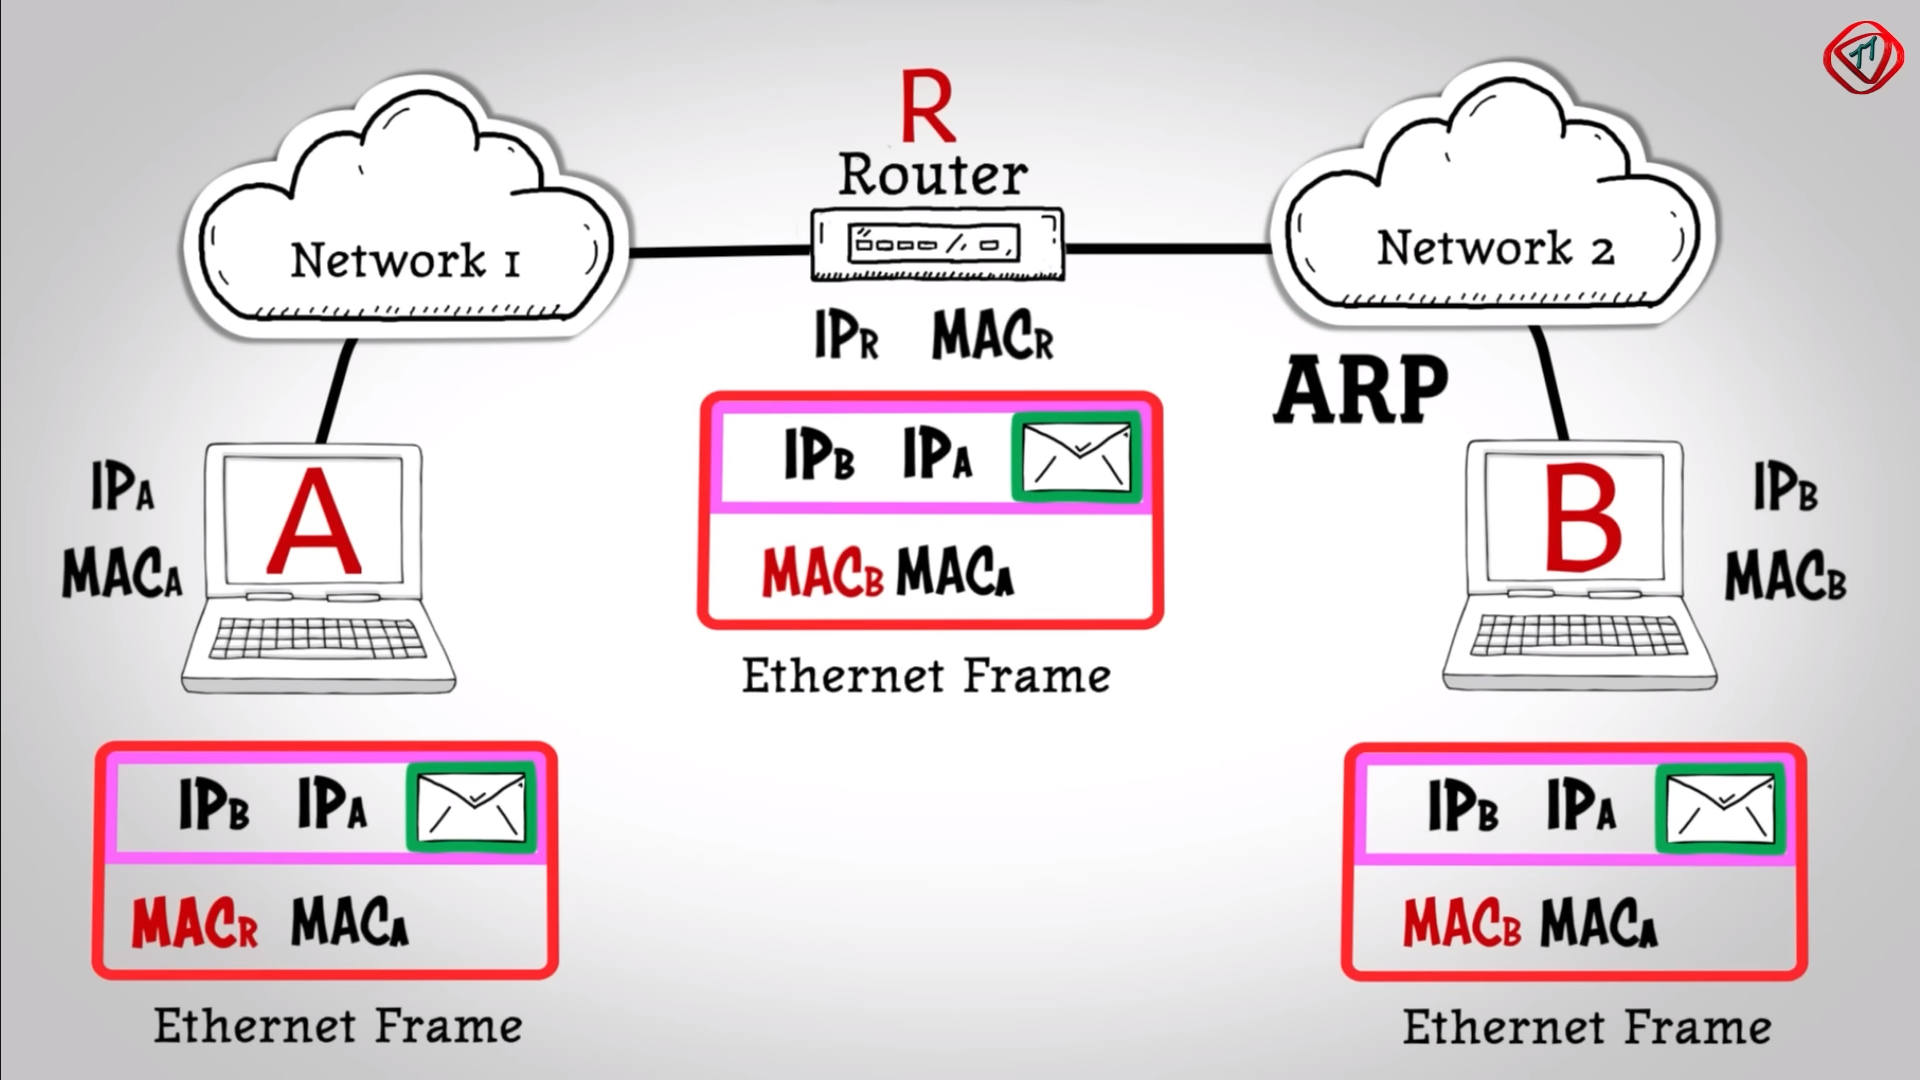 R
Router
Network 1
Network 2
IPR MACR
ARP
IPA
MACA
A
IPB IPA
MACB MACA
Ethernet Frame
B
IPB
MACB
IPB IPA
MACR MACA
Ethernet Frame
IPB IPA
MACB MACA
Ethernet Frame